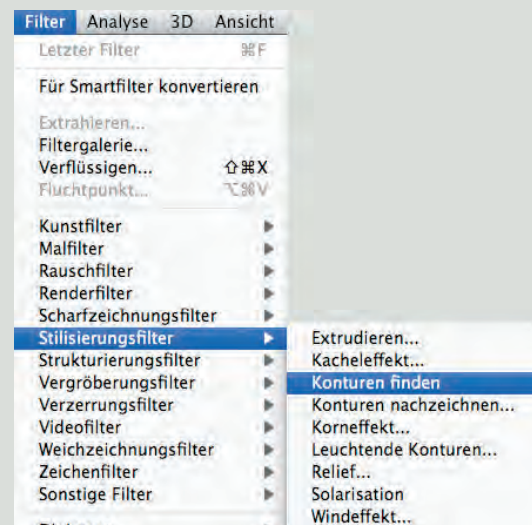 Filter Analyse 3D Ansicht
Letzter Filter ⌘F
Für Smartfilter konvertieren
Extrahieren...
Filtergalerie...
Verflüssigen... ⇧⌘X
Fluchtpunkt... ⌥⌘V
Kunstfilter
Malfilter
Rauschfilter
Renderfilter
Scharfzeichnungsfilter
Stilisierungsfilter
Strukturierungsfilter
Vergröberungsfilter
Verzerrungsfilter
Videofilter
Weichzeichnungsfilter
Zeichenfilter
Sonstige Filter
Extrudieren...
Kacheleffekt...
Konturen finden
Konturen nachzeichnen...
Korneffekt...
Leuchtende Konturen...
Relief...
Solarisation
Windeffekt...